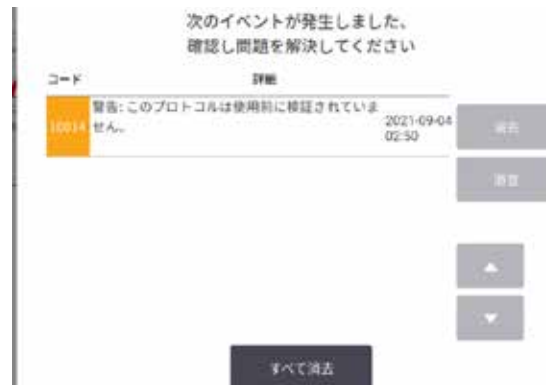 次のイベントが発生しました、
確認し問題を解決してください
コード
詳細
10014
警告: このプロトコルは使用前に検証されていま
せん。
2021-09-04
02:50
消去
すべて消去